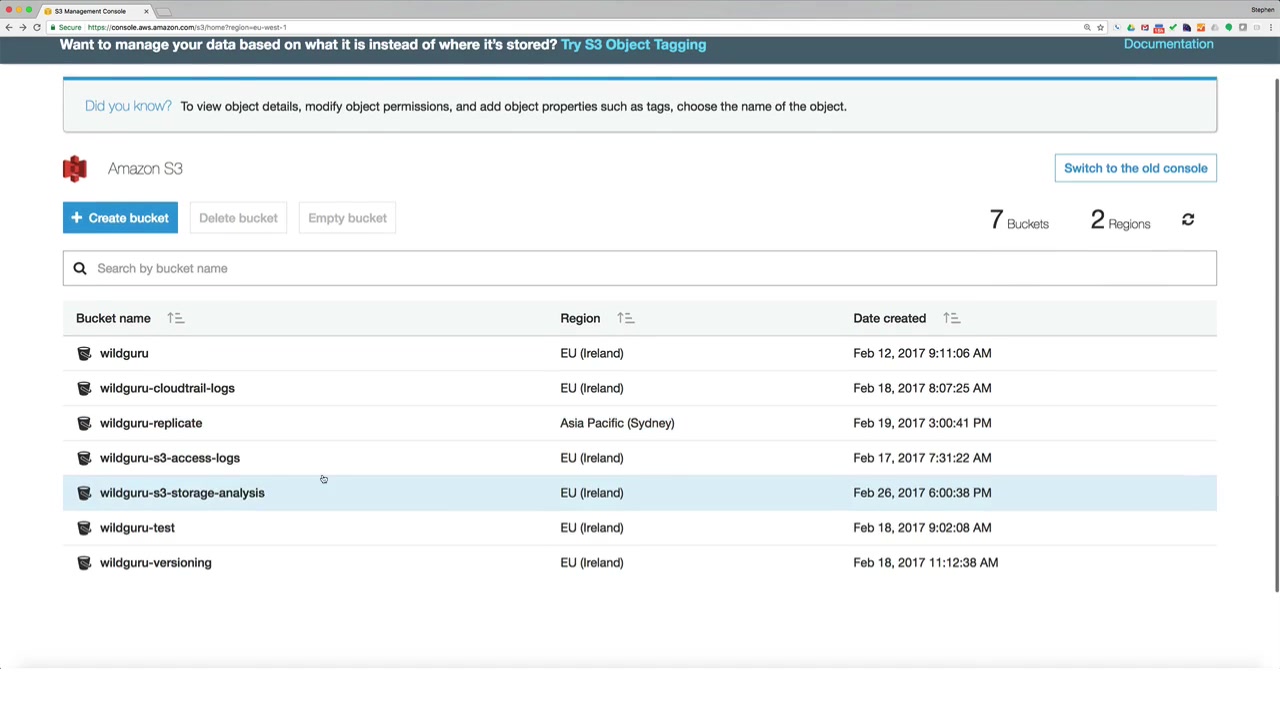 S3 Management Console
Stephen
Secure https://console.aws.amazon.com/s3/home?region=eu-west-1
Want to manage your data based on what it is instead of where it's stored? Try S3 Object Tagging Documentation
Did you know? To view object details, modify object permissions, and add object properties such as tags, choose the name of the object.
Amazon S3 Switch to the old console
Create bucket Delete bucket Empty bucket 7 Buckets 2 Regions
Search by bucket name
Bucket name Region Date created
wildguru EU (Ireland) Feb 12, 2017 9:11:06 AM
wildguru-cloudtrail-logs EU (Ireland) Feb 18, 2017 8:07:25 AM
wildguru-replicate Asia Pacific (Sydney) Feb 19, 2017 3:00:41 PM
wildguru-s3-access-logs EU (Ireland) Feb 17, 2017 7:31:22 AM
wildguru-s3-storage-analysis EU (Ireland) Feb 26, 2017 6:00:38 PM
wildguru-test EU (Ireland) Feb 18, 2017 9:02:08 AM
wildguru-versioning EU (Ireland) Feb 18, 2017 11:12:38 AM